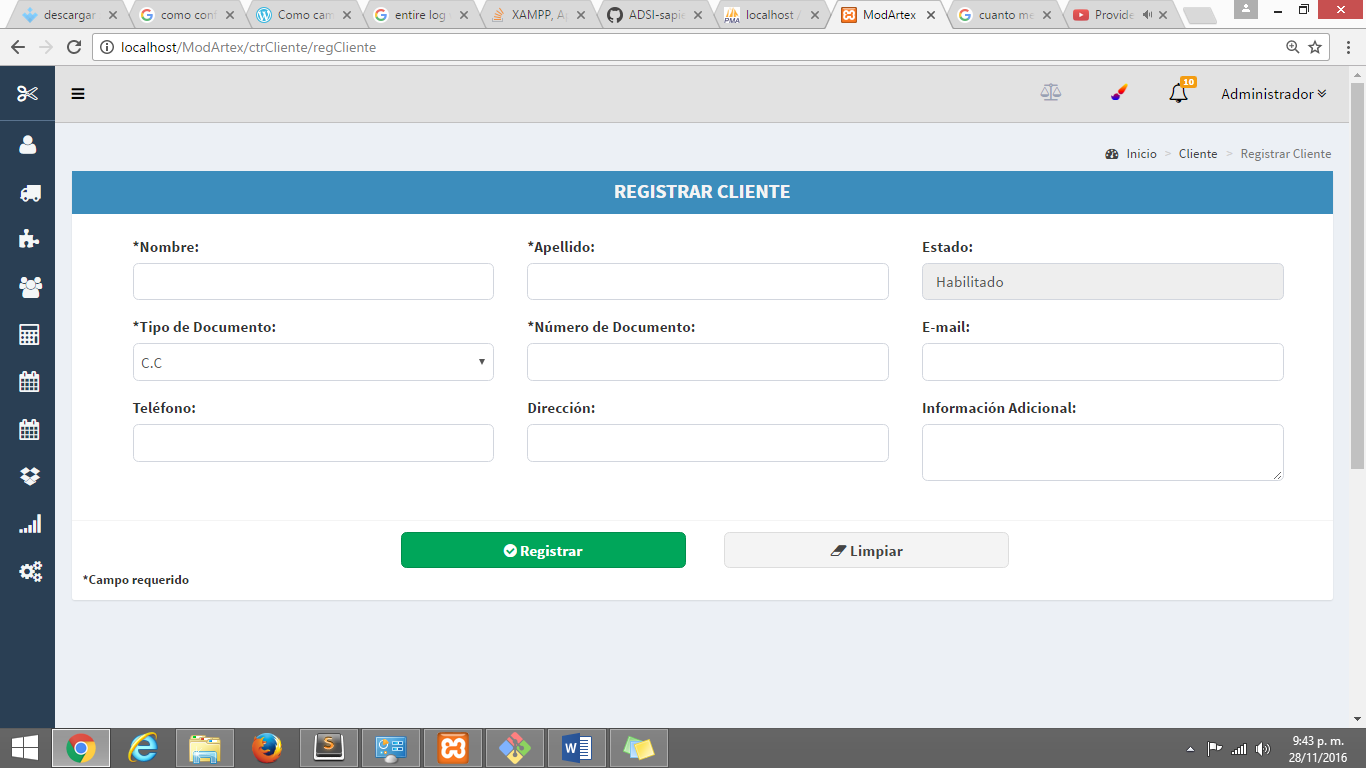 descargar
como con
Como cam
entire log
XAMPP, A
ADSI-sapie
localhost
ModArtex
cuanto me
Provide
localhost/ModArtex/ctrCliente/regCliente
10
Administrador
Inicio > Cliente > Registrar Cliente
REGISTRAR CLIENTE
*Nombre:
*Apellido:
Estado:
Habilitado
*Tipo de Documento:
*Número de Documento:
E-mail:
C.C
Teléfono:
Dirección:
Información Adicional:
Registrar
Limpiar
*Campo requerido
9:43 p. m.
28/11/2016